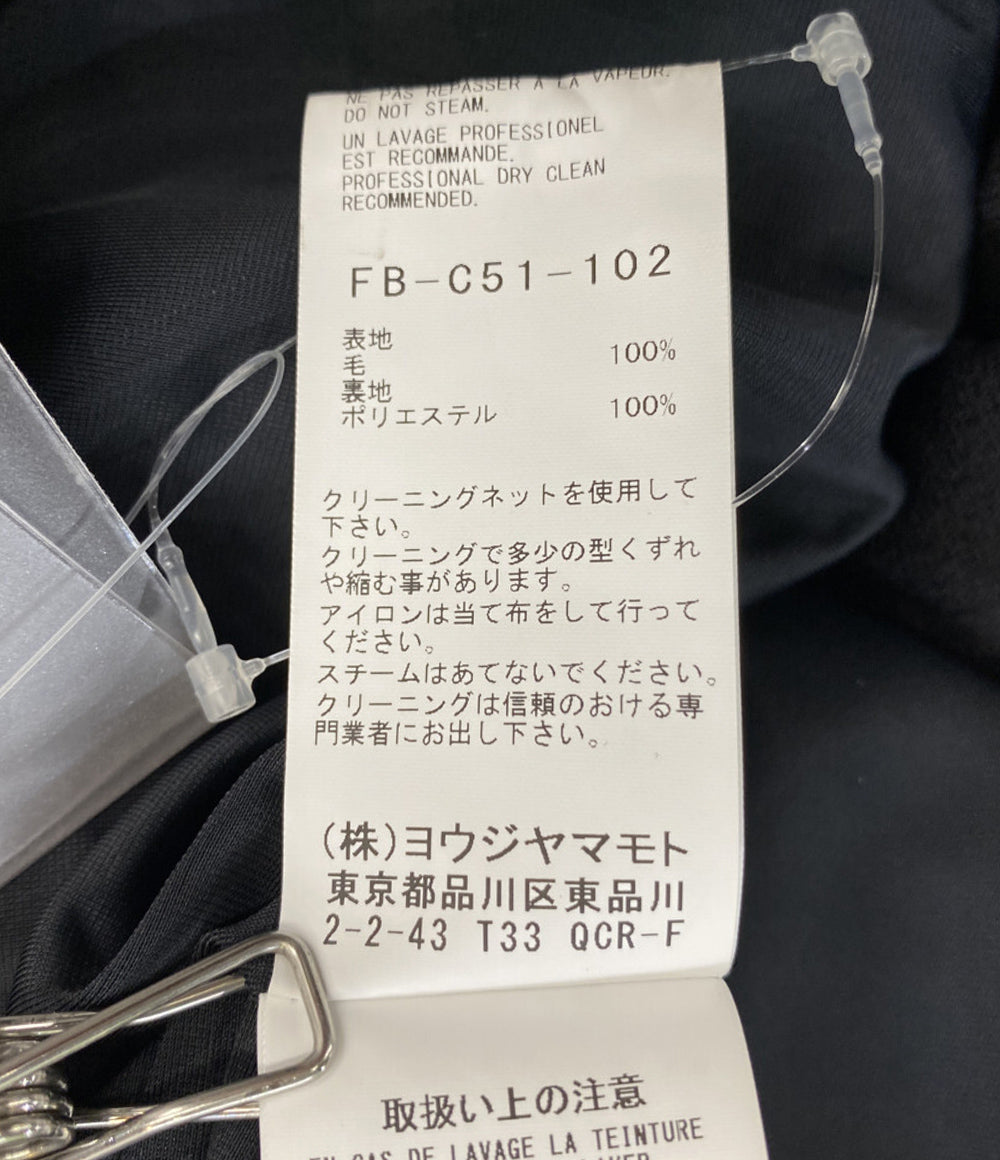 NE PAS REPASSER A LA VAPEUR.
DO NOT STEAM.
UN LAVAGE PROFESSIONEL
EST RECOMMANDE.
PROFESSIONAL DRY CLEAN
RECOMMENDED.
FB-C51-102
表地
毛 100%
裏地
ポリエステル 100%
クリーニングネットを使用して
下さい。
クリーニングで多少の型くずれ
や縮む事があります。
アイロンは当て布をして行って
ください。
スチームはあてないでください。
クリーニングは信頼のおける専
門業者にお出し下さい。
(株)ヨウジヤマモト
東京都品川区東品川
2-2-43 T33 QCR-F
取扱い上の注意
EN CAS DE LAVAGE LA TEINTURE